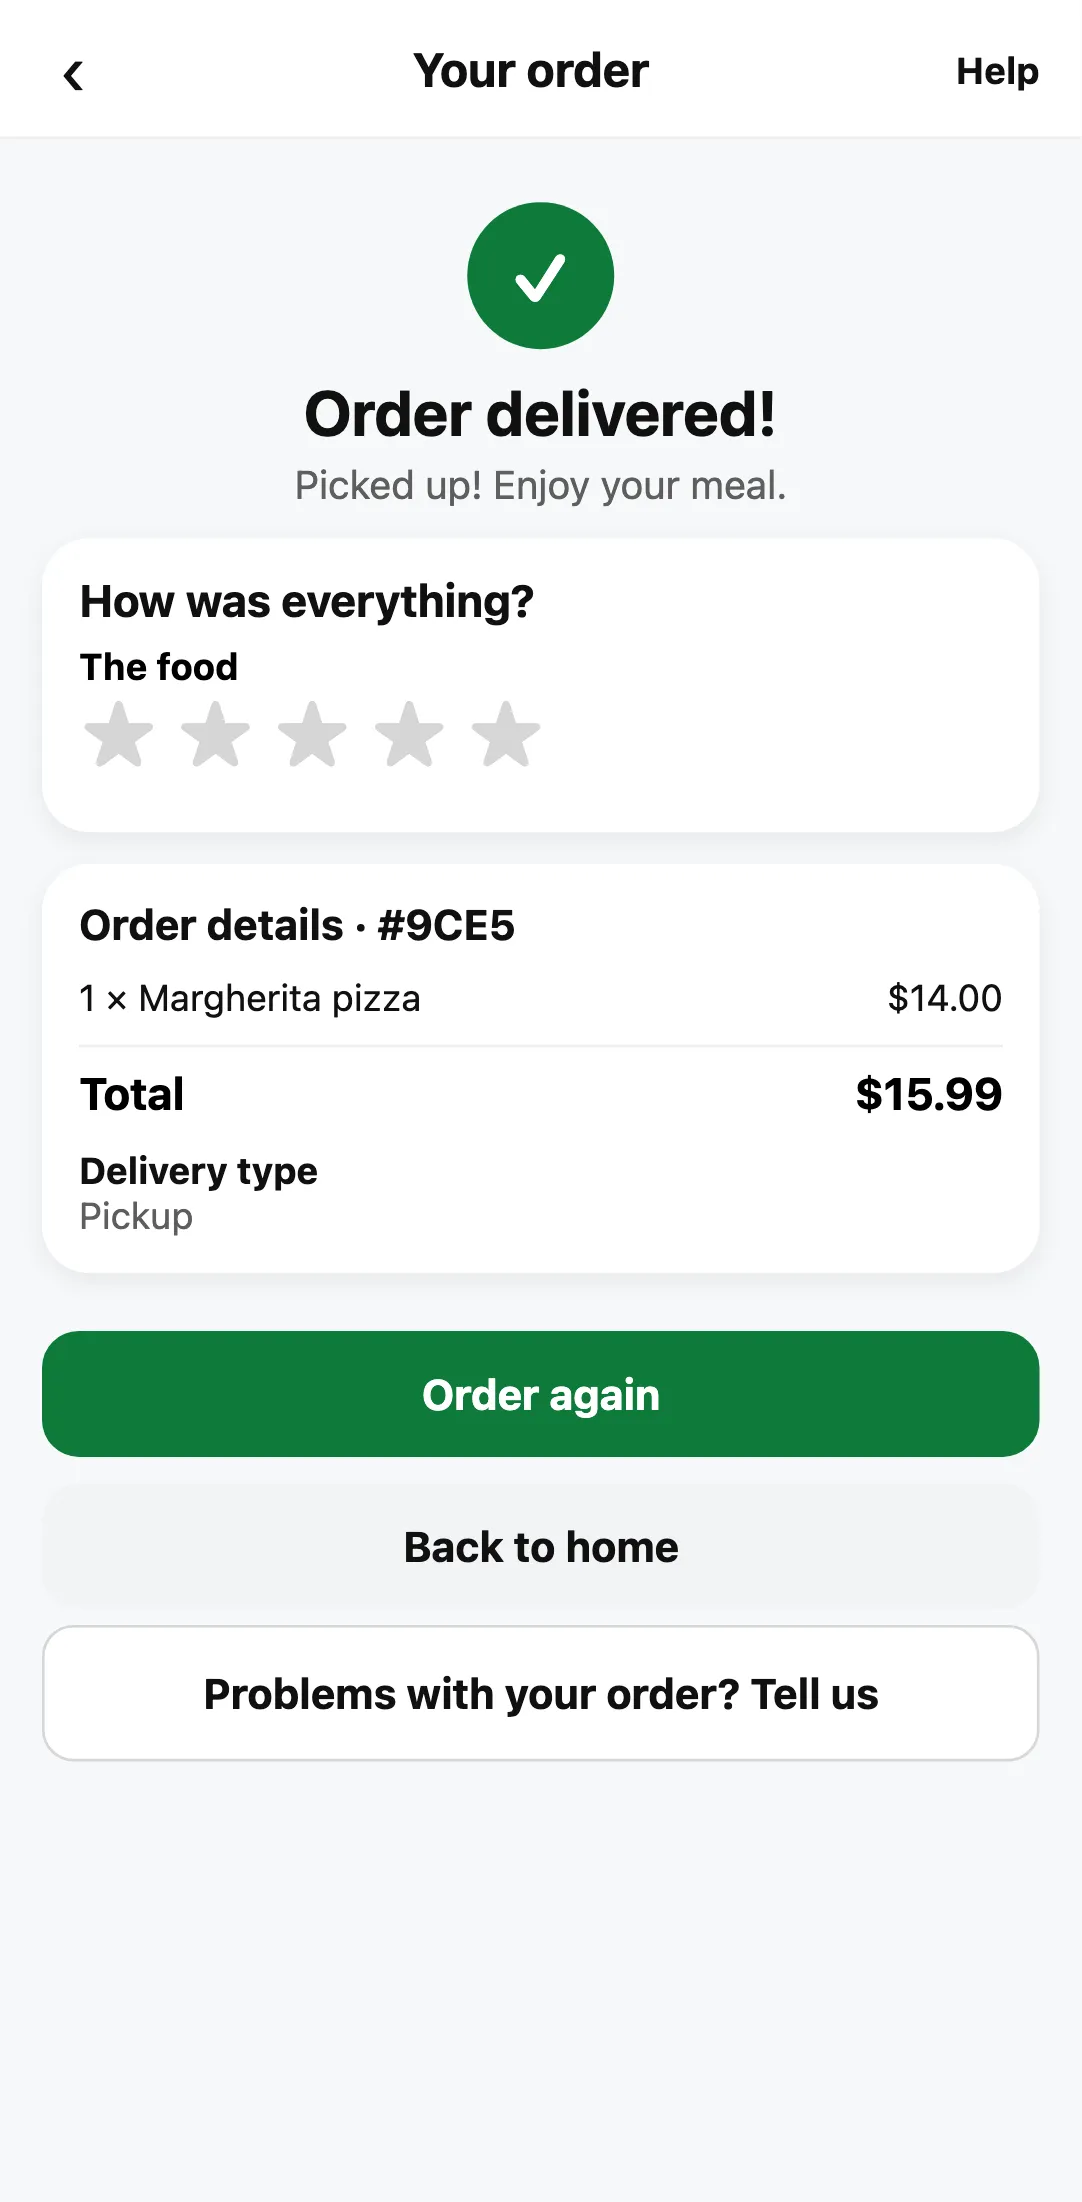 Your order
Help
Order delivered!
Picked up! Enjoy your meal.
How was everything?
The food
Order details · #9CE5
1 × Margherita pizza $14.00
Total $15.99
Delivery type
Pickup
Order again
Back to home
Problems with your order? Tell us